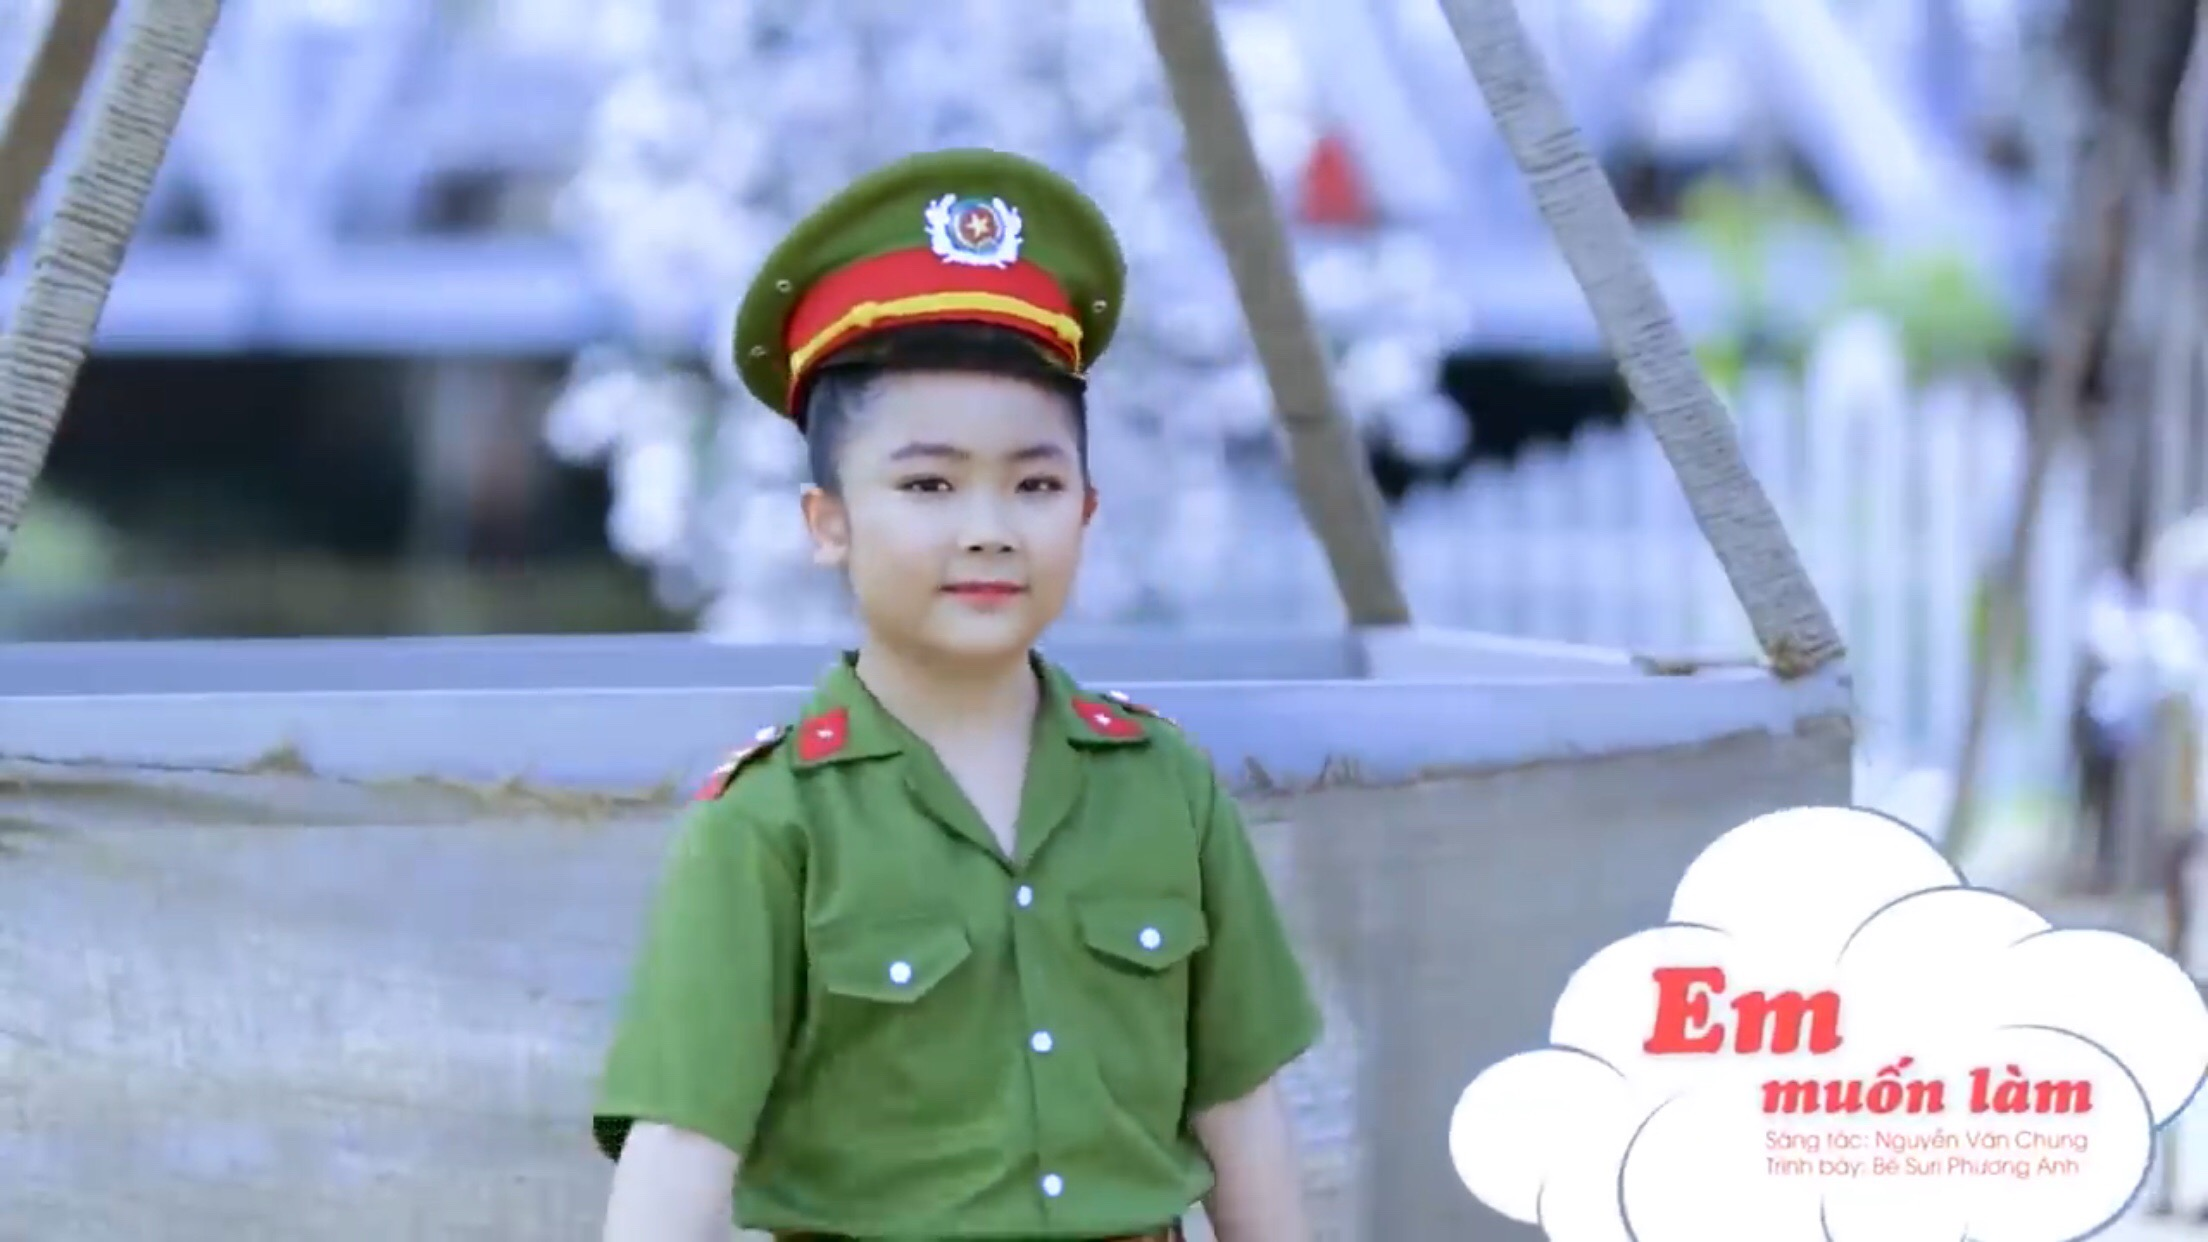 Em
muốn làm
Sáng tác: Nguyễn Văn Chung
Trình bày: Bé Suri Phương Anh